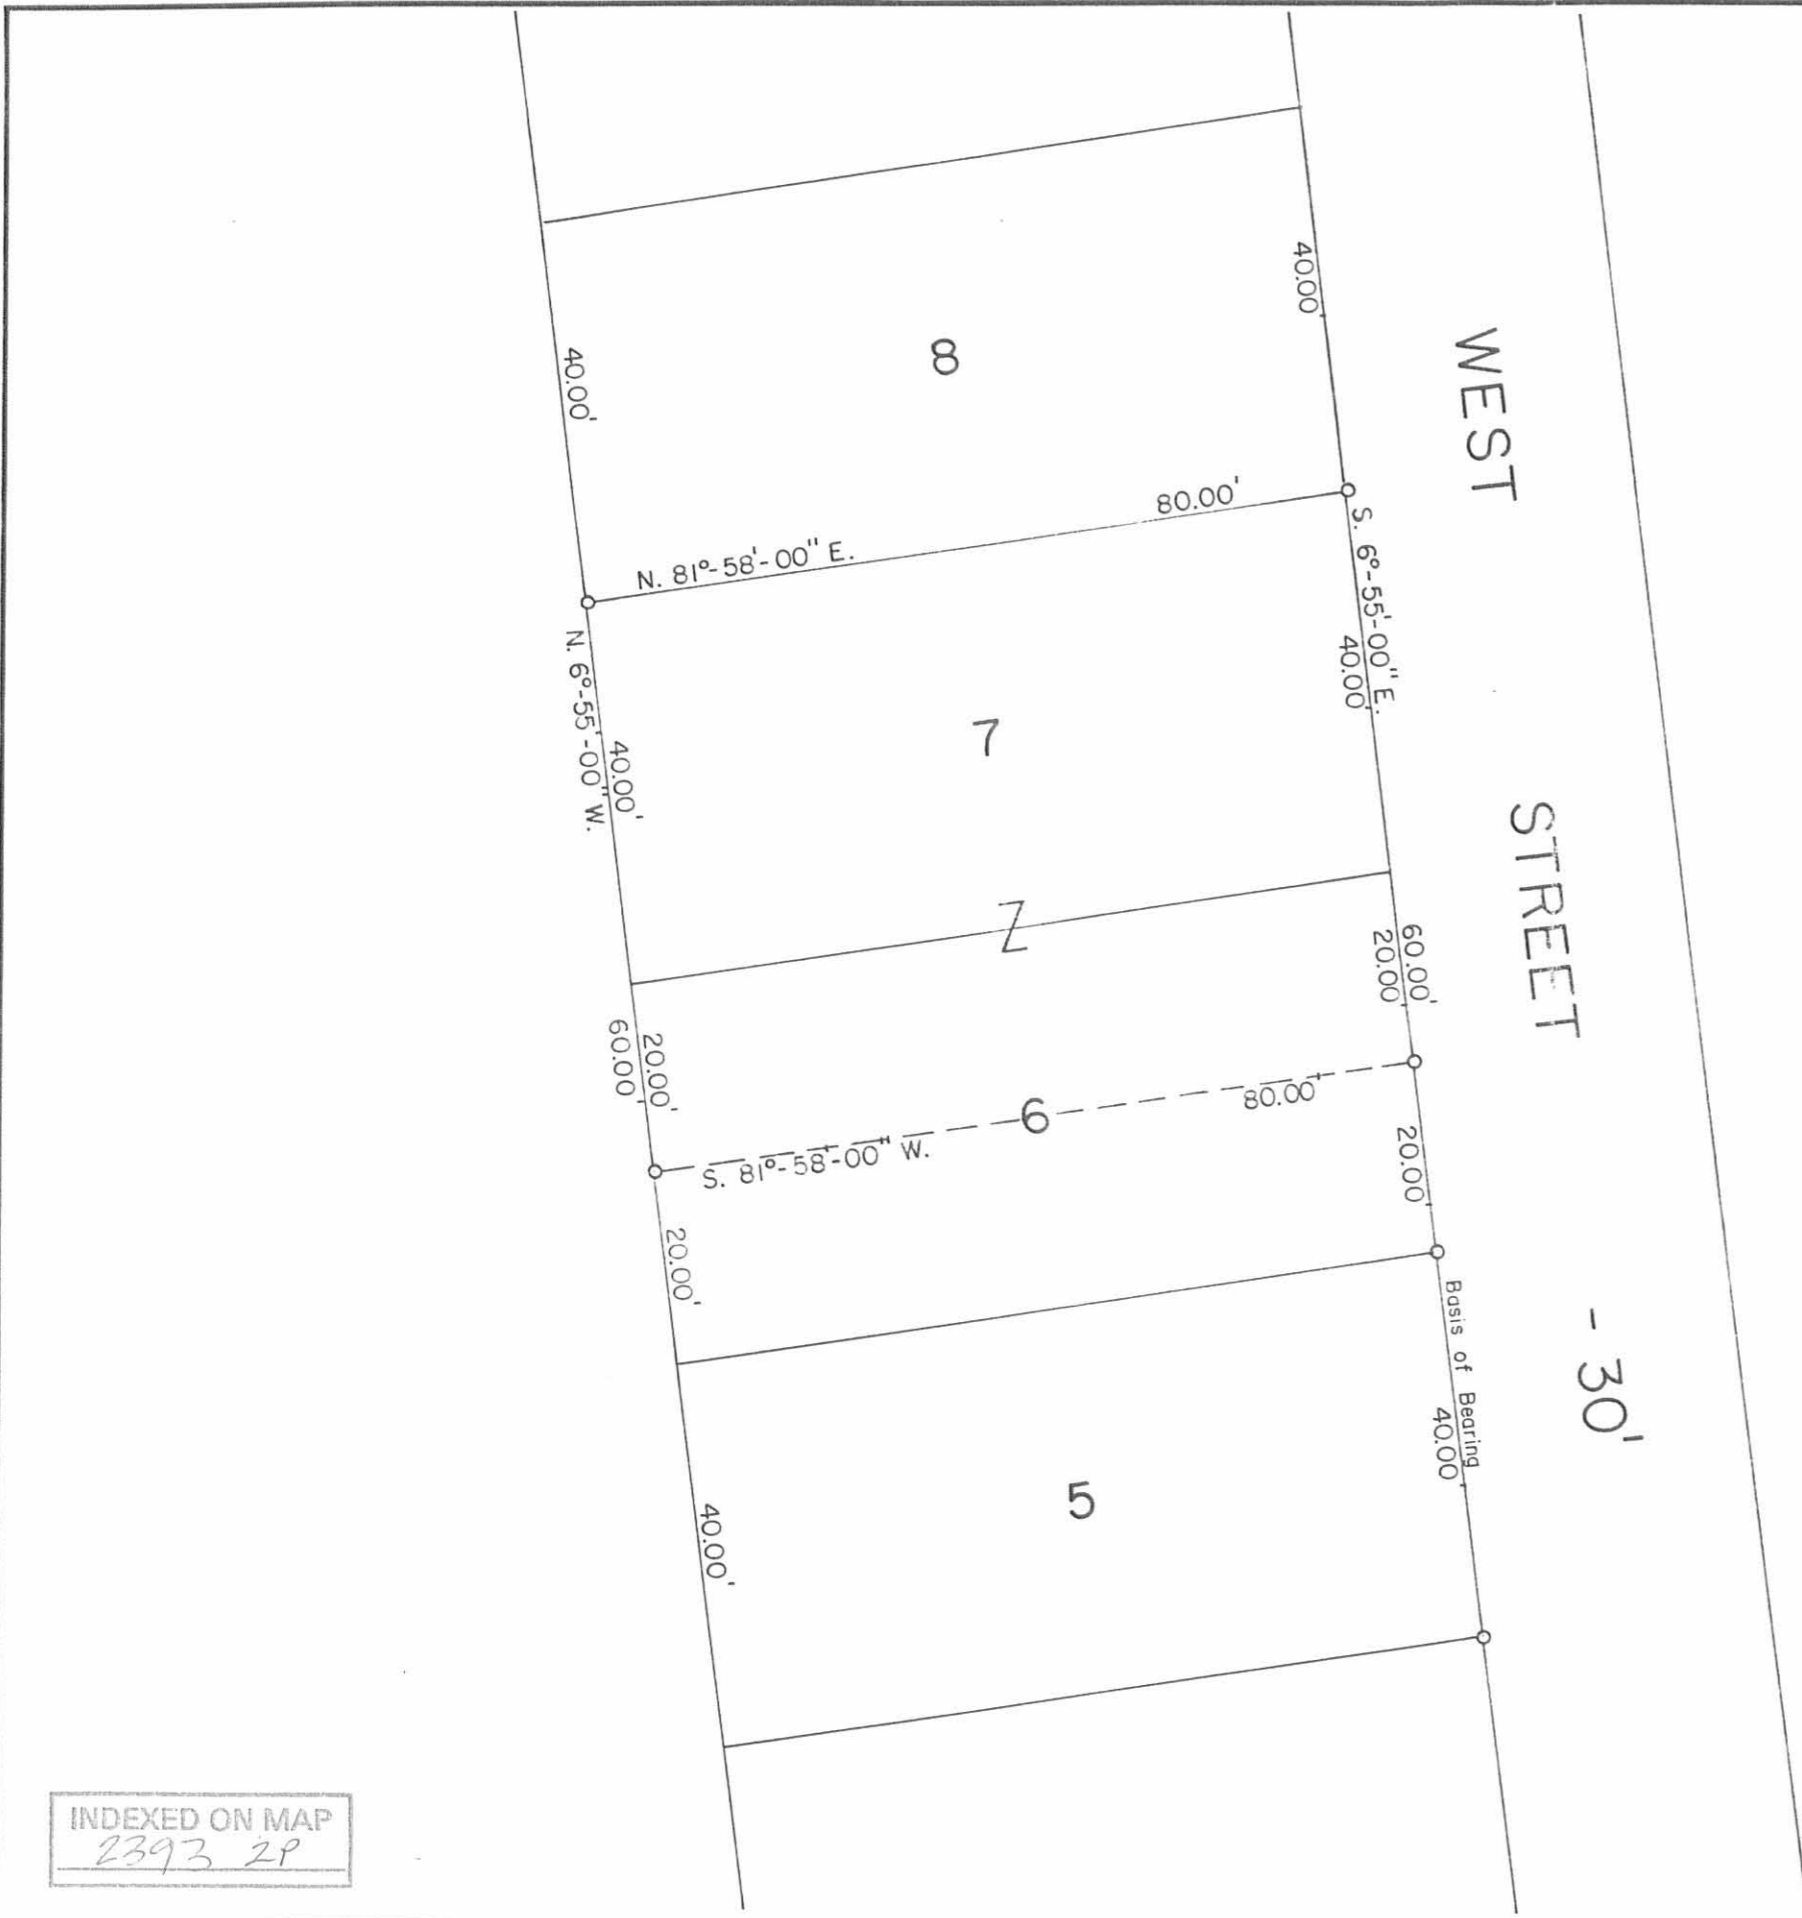 40.00'
WEST
8
40.00'
80.00'
N. 81°-58'-00" E.
S. 6°-55'-00" E.
40.00'
N. 6°-55'-00" W.
40.00'
7
STREET
Z
60.00'
20.00'
20.00'
60.00'
80.00'
6
S. 81°-58'-00" W.
20.00'
20.00'
Basis of Bearing
40.00'
- 30'
5
40.00'
INDEXED ON MAP
2393 2P